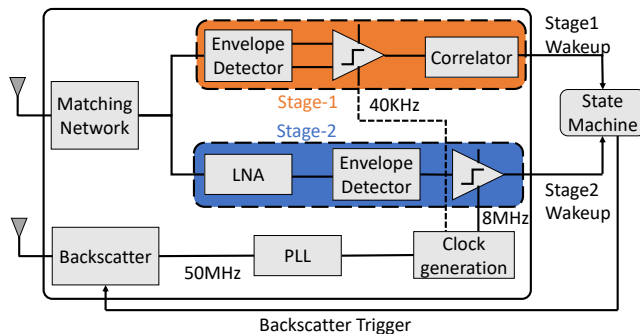 Stage1
Wakeup
Envelope
Detector
Correlator
Stage-1
40KHz
Matching
Network
State
Machine
Stage-2
LNA
Envelope
Detector
Stage2
Wakeup
8MHz
Backscatter
50MHz
PLL
Clock
generation
Backscatter Trigger